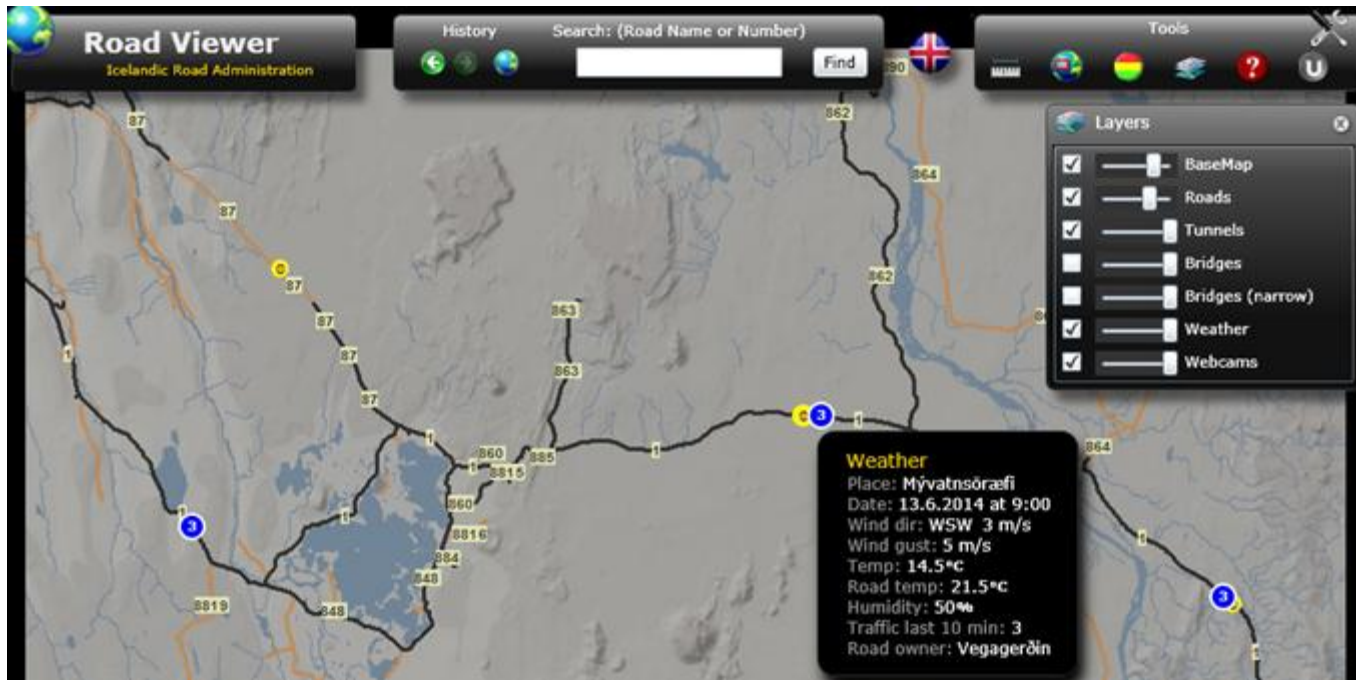 Road Viewer
Icelandic Road Administration
History
Search: (Road Name or Number)
Find
Tools
U
Layers
BaseMap
Roads
Tunnels
Bridges
Bridges (narrow)
Weather
Webcams
87
862
864
87
87
862
863
87
1
87
863
87
3
1
1
860
885
1
1
8815
864
860
1
3
8816
1
884
848
3
8819
848
1
Weather
Place: Mývatnsöræfi
Date: 13.6.2014 at 9:00
Wind dir: WSW 3 m/s
Wind gust: 5 m/s
Temp: 14.5°C
Road temp: 21.5°C
Humidity: 50%
Traffic last 10 min: 3
Road owner: Vegagerðin